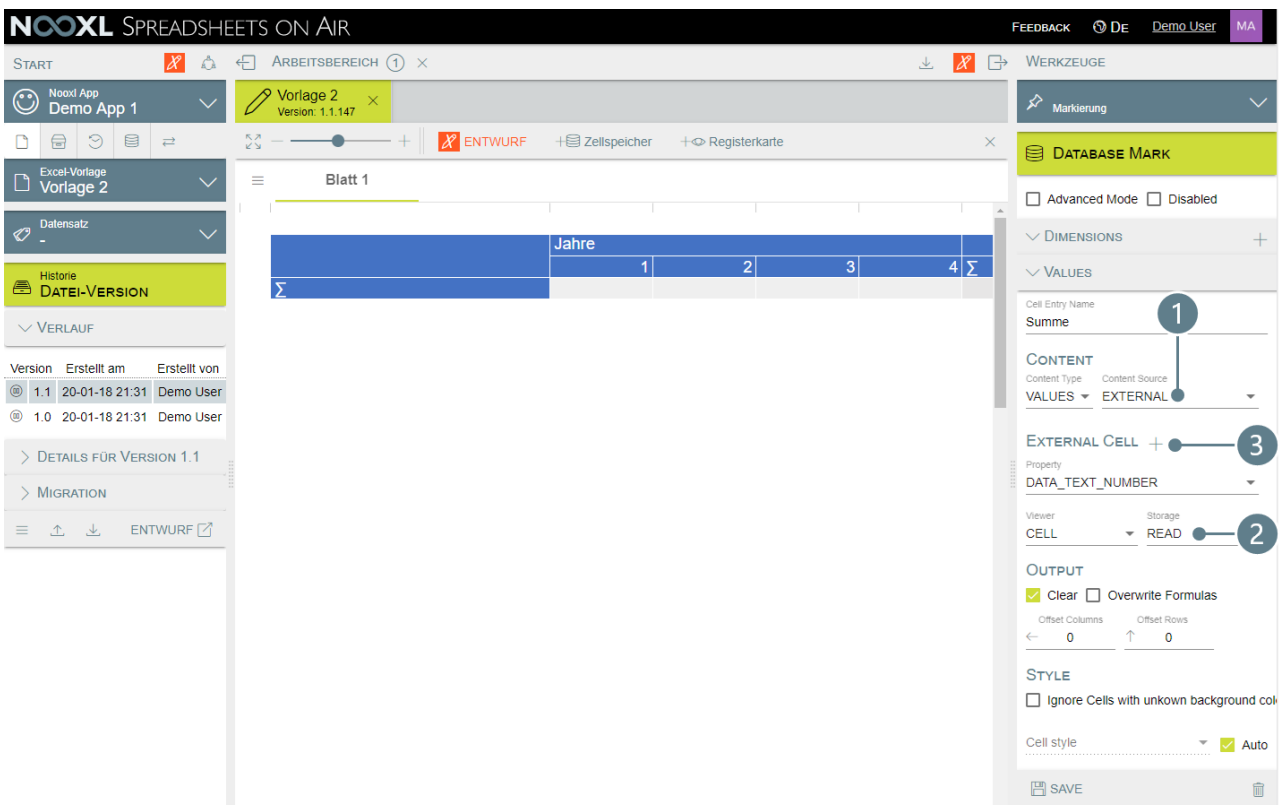 NOOXL SPREADSHEETS ON AIR
FEEDBACK DE Demo User MA
START
ARBEITSBEREICH 1
WERKZEUGE
Nooxl App
Demo App 1
Excel-Vorlage
Vorlage 2
Datensatz
-
Historie
DATEI-VERSION
VERLAUF
Version Erstellt am Erstellt von
1.1 20-01-18 21:31 Demo User
1.0 20-01-18 21:31 Demo User
DETAILS FÜR VERSION 1.1
MIGRATION
ENTWURF
Vorlage 2
Version: 1.1.147
ENTWURF Zellspeicher Registerkarte
Blatt 1
Jahre
1 2 3 4 Σ
Σ
Markierung
DATABASE MARK
Advanced Mode Disabled
DIMENSIONS
VALUES
Cell Entry Name
Summe
1
CONTENT
Content Type Content Source
VALUES EXTERNAL
EXTERNAL CELL + 3
Property
DATA_TEXT_NUMBER
Viewer Storage
CELL READ 2
OUTPUT
Clear Overwrite Formulas
Offset Columns Offset Rows
0 0
STYLE
Ignore Cells with unkown background col
Cell style Auto
SAVE